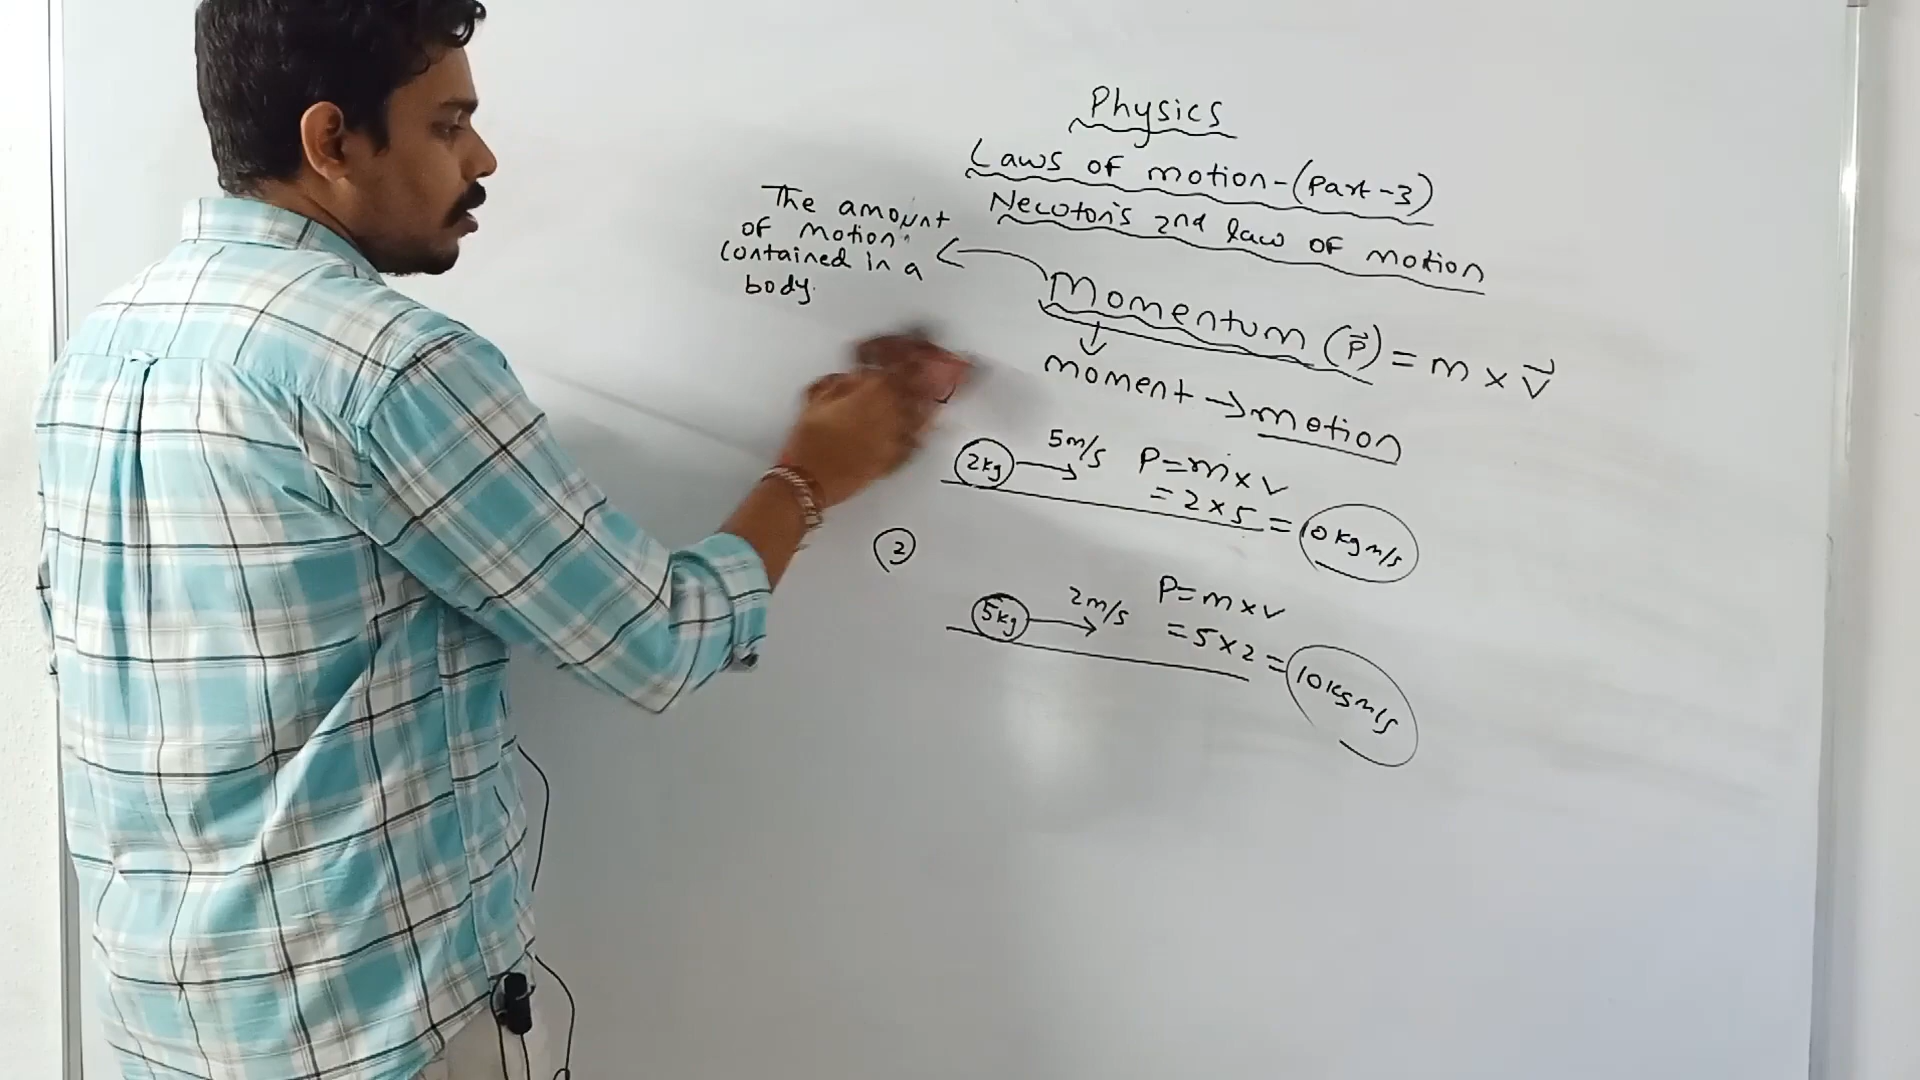 Physics
Laws of motion-(Part-3)
Newton's 2nd law of motion
The amount
of motion
contained in a
body.
Momentum (P⃗) = m × V⃗
moment → motion
2kg → 5m/s P=m×v
=2×5 = 10kgm/s
2
5kg → 2m/s P=m×v
=5×2 = 10kgm/s